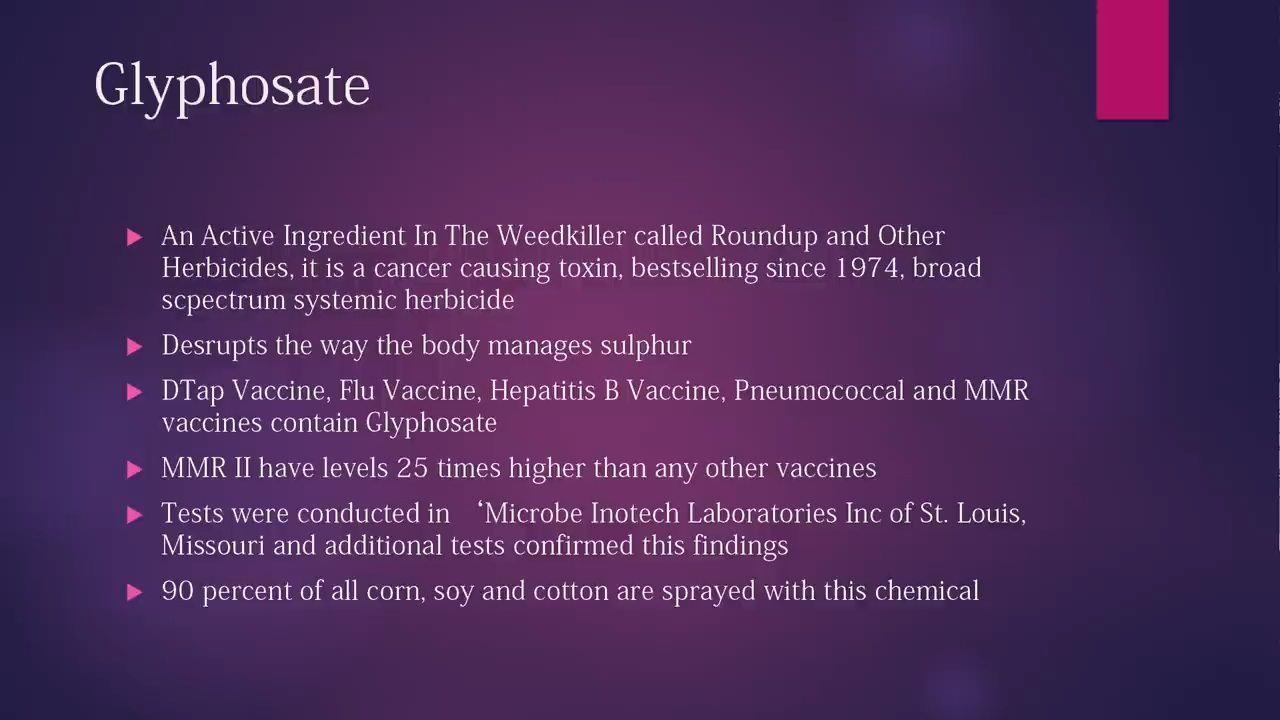 Glyphosate
An Active Ingredient In The Weedkiller called Roundup and Other
Herbicides, it is a cancer causing toxin, bestselling since 1974, broad
scpectrum systemic herbicide
Desrupts the way the body manages sulphur
DTap Vaccine, Flu Vaccine, Hepatitis B Vaccine, Pneumococcal and MMR
vaccines contain Glyphosate
MMR II have levels 25 times higher than any other vaccines
Tests were conducted in ‘Microbe Inotech Laboratories Inc of St. Louis,
Missouri and additional tests confirmed this findings
90 percent of all corn, soy and cotton are sprayed with this chemical